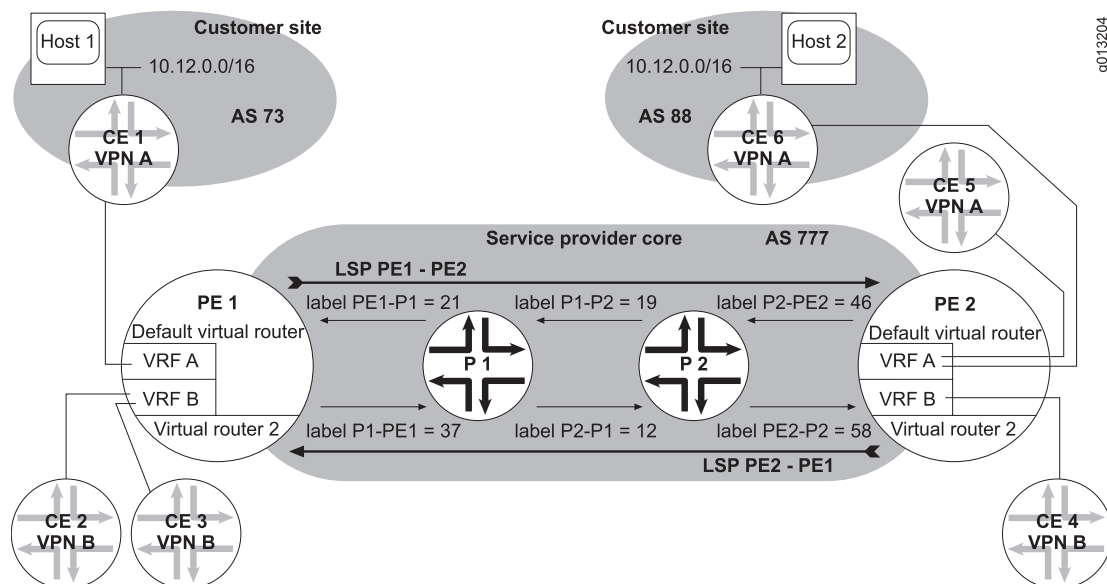 Host 1
Customer site
10.12.0.0/16
AS 73
CE 1
VPN A
Customer site
Host 2
10.12.0.0/16
AS 88
CE 6
VPN A
g013204
CE 5
VPN A
Service provider core
AS 777
LSP PE1 - PE2
label PE1-P1 = 21
label P1-P2 = 19
label P2-PE2 = 46
PE 1
Default virtual router
VRF A
VRF B
Virtual router 2
P 1
P 2
PE 2
Default virtual router
VRF A
VRF B
Virtual router 2
label P1-PE1 = 37
label P2-P1 = 12
label PE2-P2 = 58
LSP PE2 - PE1
CE 2
VPN B
CE 3
VPN B
CE 4
VPN B